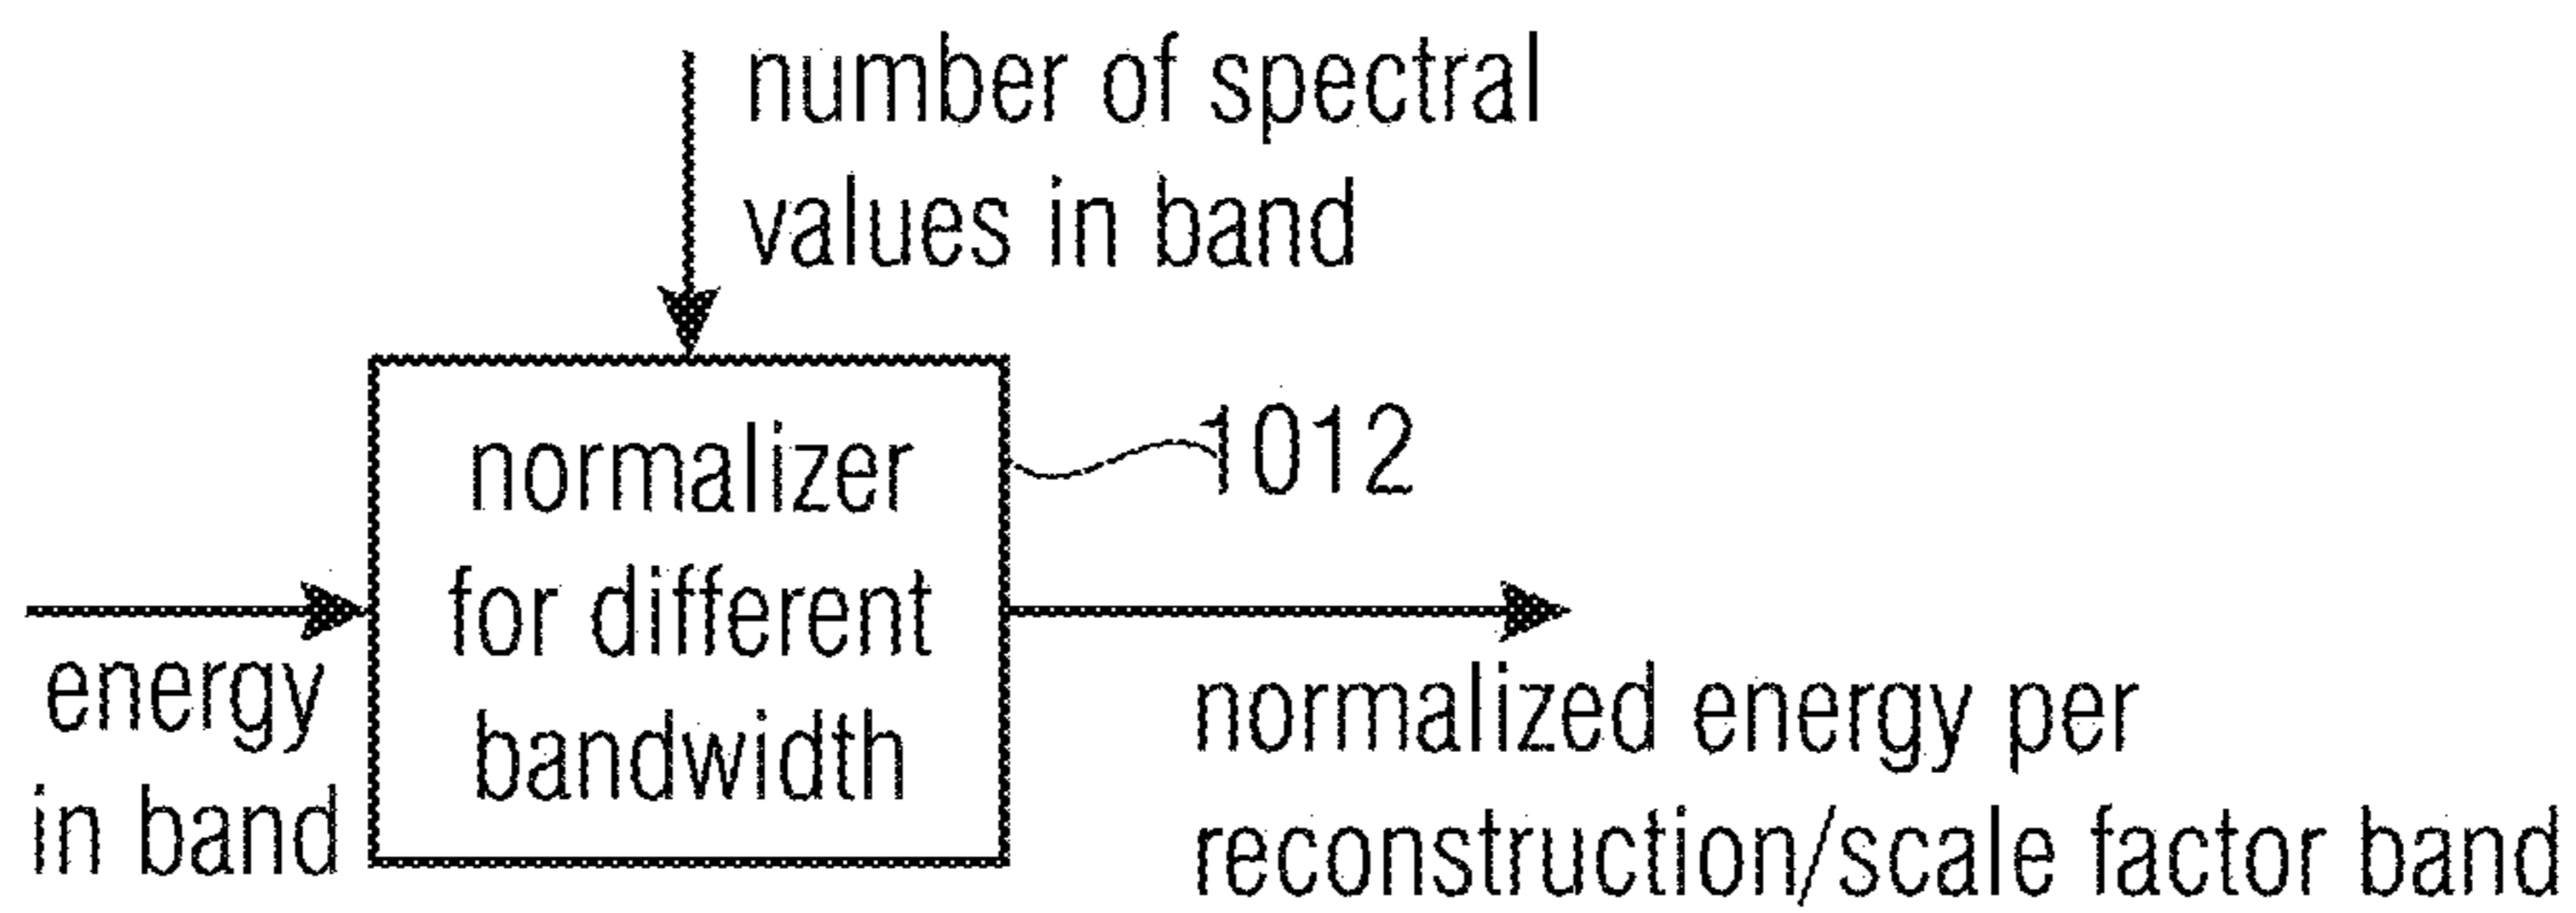 number of spectral
values in band
1012
normalizer
for different
bandwidth
energy
in band
normalized energy per
reconstruction/scale factor band